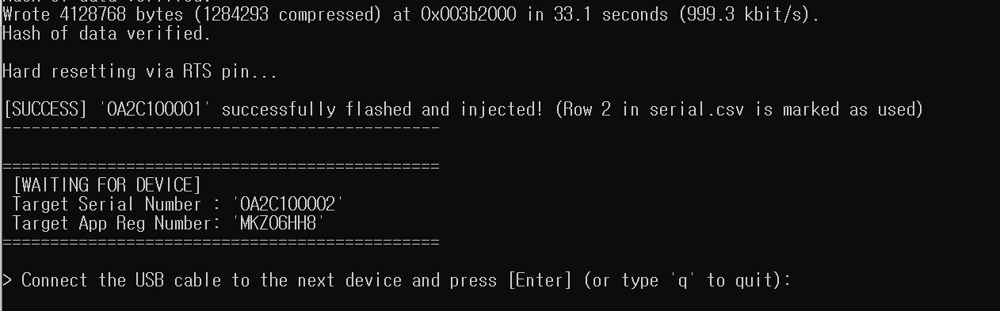 Wrote 4128768 bytes (1284293 compressed) at 0x003b2000 in 33.1 seconds (999.3 kbit/s).
Hash of data verified.
Hard resetting via RTS pin...
[SUCCESS] '0A2C100001' successfully flashed and injected! (Row 2 in serial.csv is marked as used)
----------------------------------------------
==============================================
[WAITING FOR DEVICE]
Target Serial Number : '0A2C100002'
Target App Reg Number: 'MKZ06HH8'
==============================================
> Connect the USB cable to the next device and press [Enter] (or type 'q' to quit):